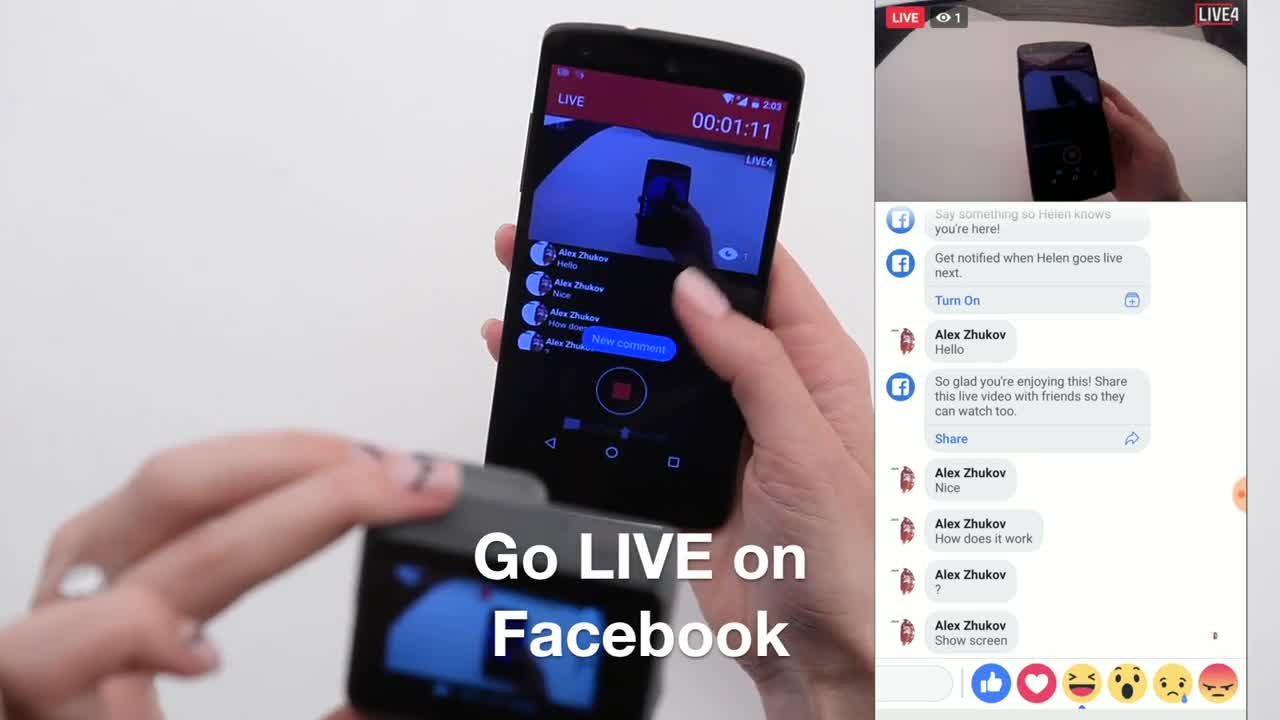 2:03
LIVE
00:01:11
LIVE4
1
Alex Zhukov
Hello
Alex Zhukov
Nice
Alex Zhukov
How does
Alex Zhukov
?
New comment
Go LIVE on
Facebook
LIVE
1
LIVE4
Say something so Helen knows
you're here!
Get notified when Helen goes live
next.
Turn On
Alex Zhukov
Hello
So glad you're enjoying this! Share
this live video with friends so they
can watch too.
Share
Alex Zhukov
Nice
Alex Zhukov
How does it work
Alex Zhukov
?
Alex Zhukov
Show screen